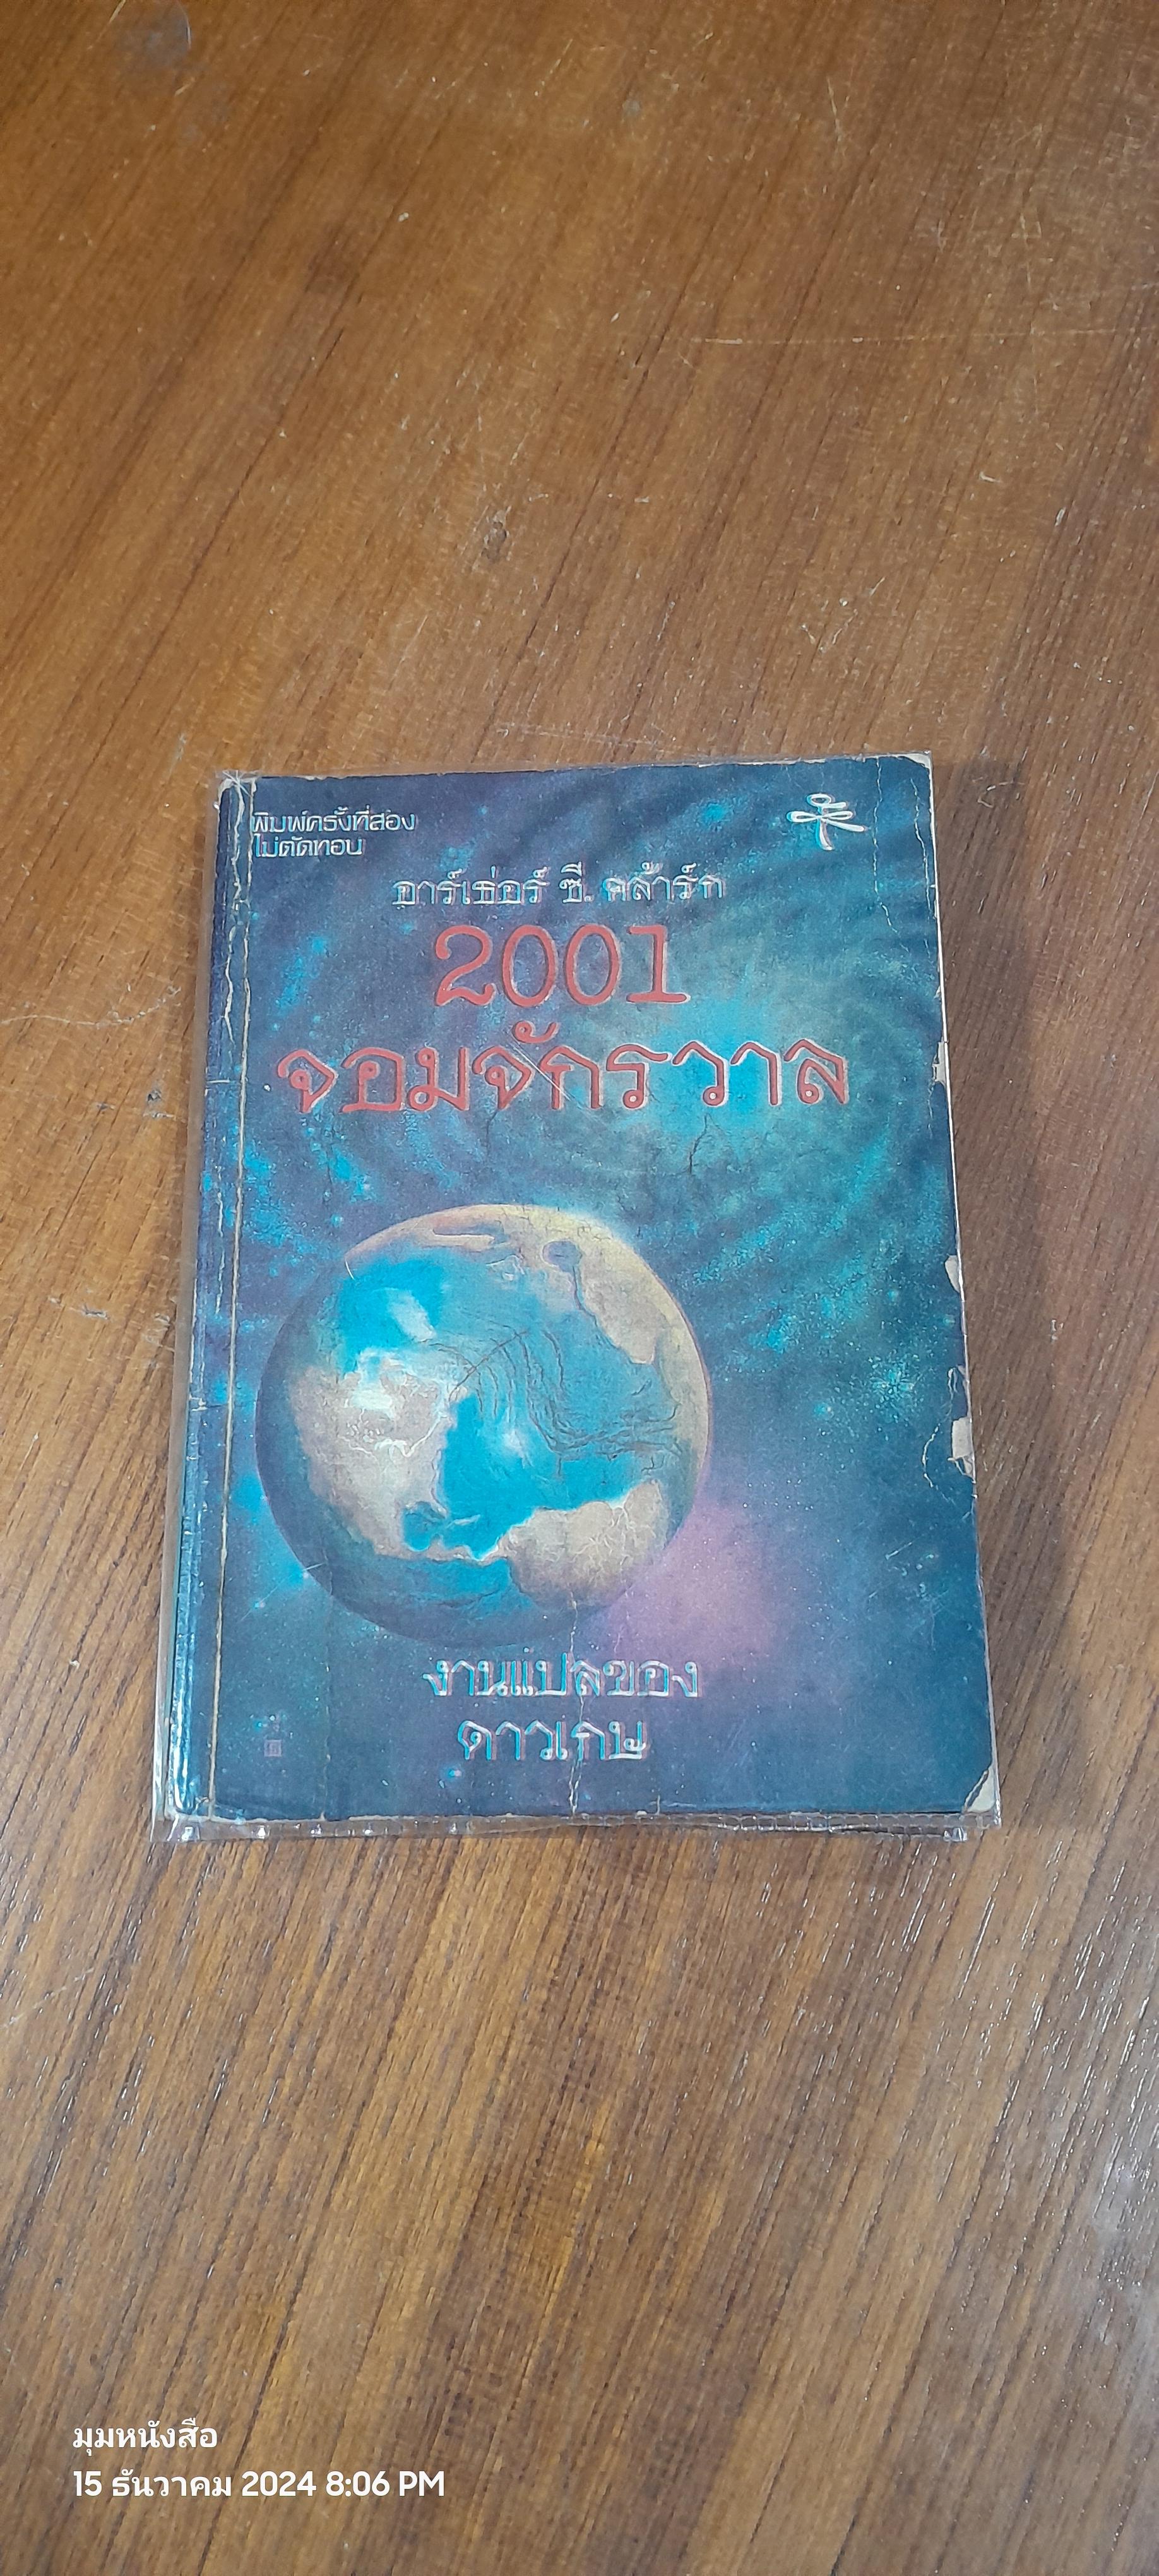 พิมพ์ครั้งที่สอง
ไม่ตัดทอน
อาร์เธ่อร์ ซี. คล้าร์ก
2001
จอมจักรวาล
งานแปลของ
ดาวเกษ
มุมหนังสือ
15 ธันวาคม 2024 8:06 PM